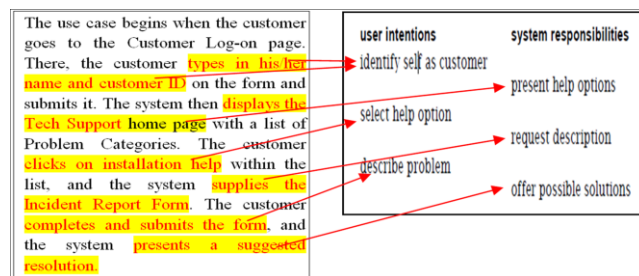 The use case begins when the customer
goes to the Customer Log-on page.
There, the customer types in his/her
name and customer ID on the form and
submits it. The system then displays the
Tech Support home page with a list of
Problem Categories. The customer
clicks on installation help within the
list, and the system supplies the
Incident Report Form. The customer
completes and submits the form, and
the system presents a suggested
resolution.
user intentions
system responsibilities
identify self as customer
present help options
select help option
request description
describe problem
offer possible solutions